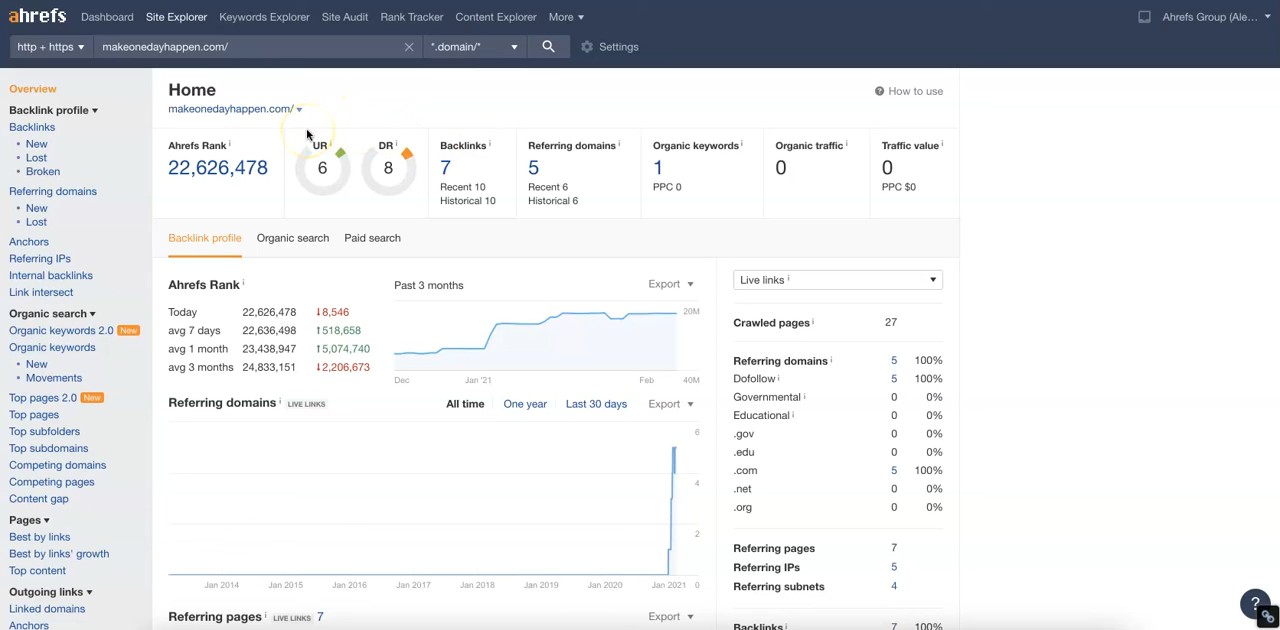 ahrefs Dashboard Site Explorer Keywords Explorer Site Audit Rank Tracker Content Explorer More Ahrefs Group (Ale...
http + https makeonedayhappen.com/ *.domain/* Settings
Overview
Backlink profile
Backlinks
New
Lost
Broken
Referring domains
New
Lost
Anchors
Referring IPs
Internal backlinks
Link intersect
Organic search
Organic keywords 2.0 New
Organic keywords
New
Movements
Top pages 2.0 New
Top pages
Top subfolders
Top subdomains
Competing domains
Competing pages
Content gap
Pages
Best by links
Best by links' growth
Top content
Outgoing links
Linked domains
Anchors
Home
How to use
makeonedayhappen.com/
Ahrefs Rank i
22,626,478
UR i
6
DR i
8
Backlinks i
7
Recent 10
Historical 10
Referring domains i
5
Recent 6
Historical 6
Organic keywords i
1
PPC 0
Organic traffic i
0
Traffic value i
0
PPC $0
Backlink profile Organic search Paid search
Ahrefs Rank i
Today 22,626,478 ↓8,546
avg 7 days 22,636,498 ↑518,658
avg 1 month 23,438,947 ↑5,074,740
avg 3 months 24,833,151 ↓2,206,673
Past 3 months Export
20M
Dec Jan '21 Feb 40M
Referring domains i LIVE LINKS All time One year Last 30 days Export
6
4
2
Jan 2014 Jan 2015 Jan 2016 Jan 2017 Jan 2018 Jan 2019 Jan 2020 Jan 2021 0
Referring pages i LIVE LINKS 7 Export
Live links i
Crawled pages i 27
Referring domains i 5 100%
Dofollow i 5 100%
Governmental i 0 0%
Educational i 0 0%
.gov 0 0%
.edu 0 0%
.com 5 100%
.net 0 0%
.org 0 0%
Referring pages 7
Referring IPs 5
Referring subnets 4
Backlinks i 7 100%
?